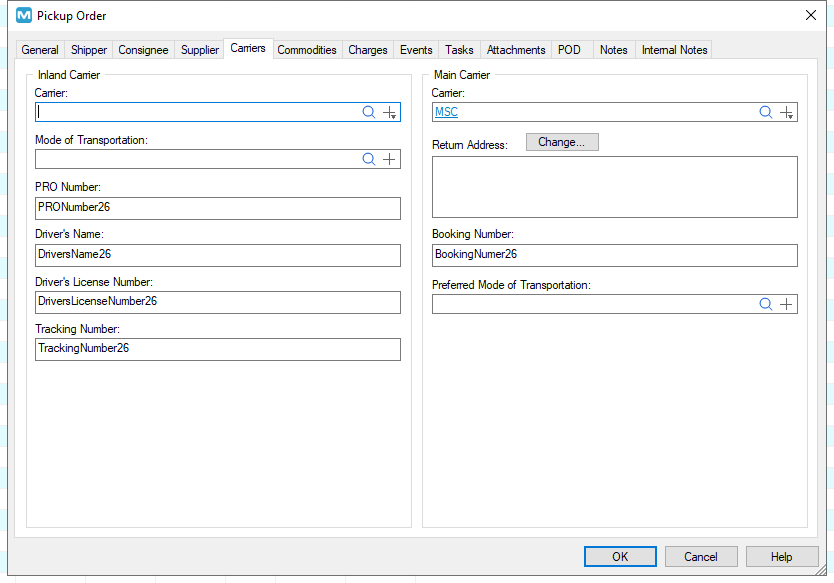 M Pickup Order
General Shipper Consignee Supplier Carriers Commodities Charges Events Tasks Attachments POD Notes Internal Notes
Inland Carrier
Carrier:
Mode of Transportation:
PRO Number:
PRONumber26
Driver's Name:
DriversName26
Driver's License Number:
DriversLicenseNumber26
Tracking Number:
TrackingNumber26
Main Carrier
Carrier:
MSC
Return Address: Change...
Booking Number:
BookingNumer26
Preferred Mode of Transportation:
OK Cancel Help